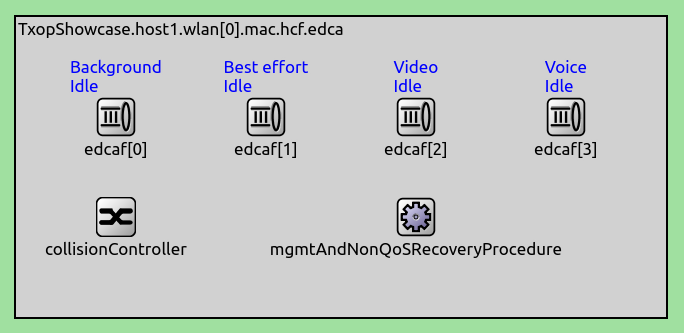 TxopShowcase.host1.wlan[0].mac.hcf.edca
Background Best effort Video Voice
Idle Idle Idle Idle
edcaf[0] edcaf[1] edcaf[2] edcaf[3]
collisionController mgmtAndNonQoSRecoveryProcedure